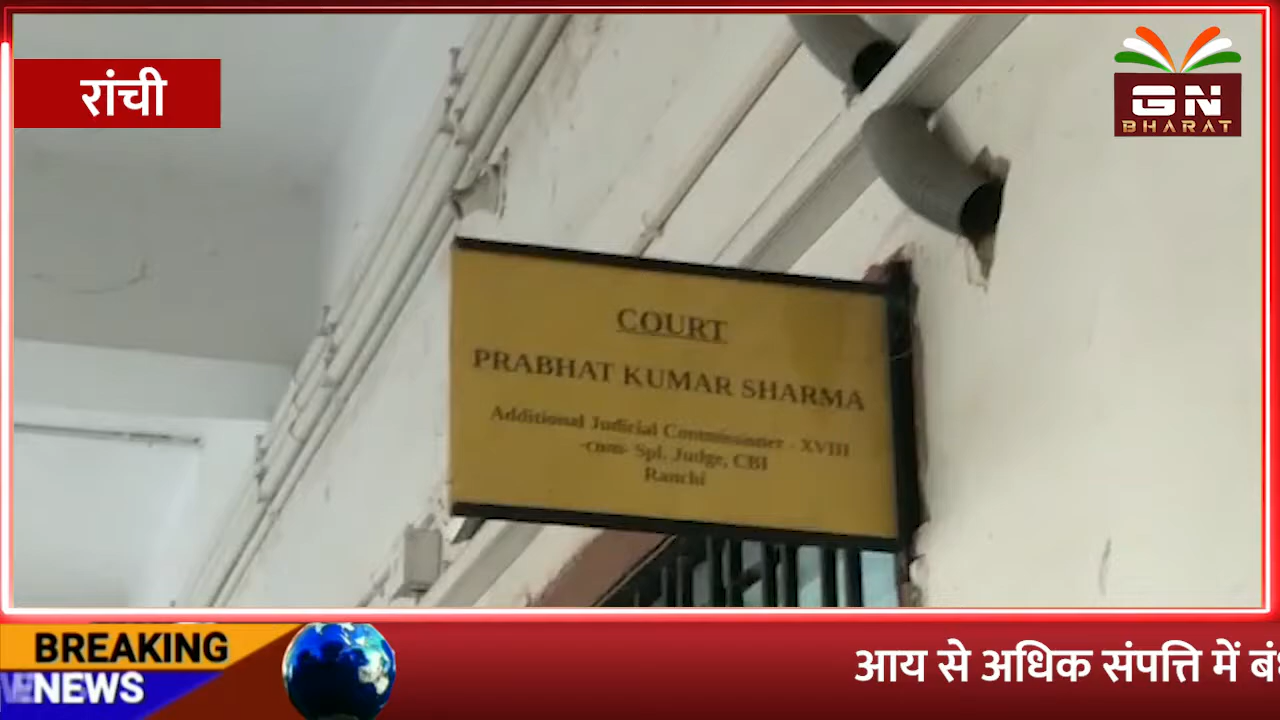 रांची
GN
BHARAT
COURT
PRABHAT KUMAR SHARMA
Additional Judicial Commissioner - XVIII
-cum- Spl. Judge, CBI
Ranchi
BREAKING
NEWS
आय से अधिक संपत्ति में